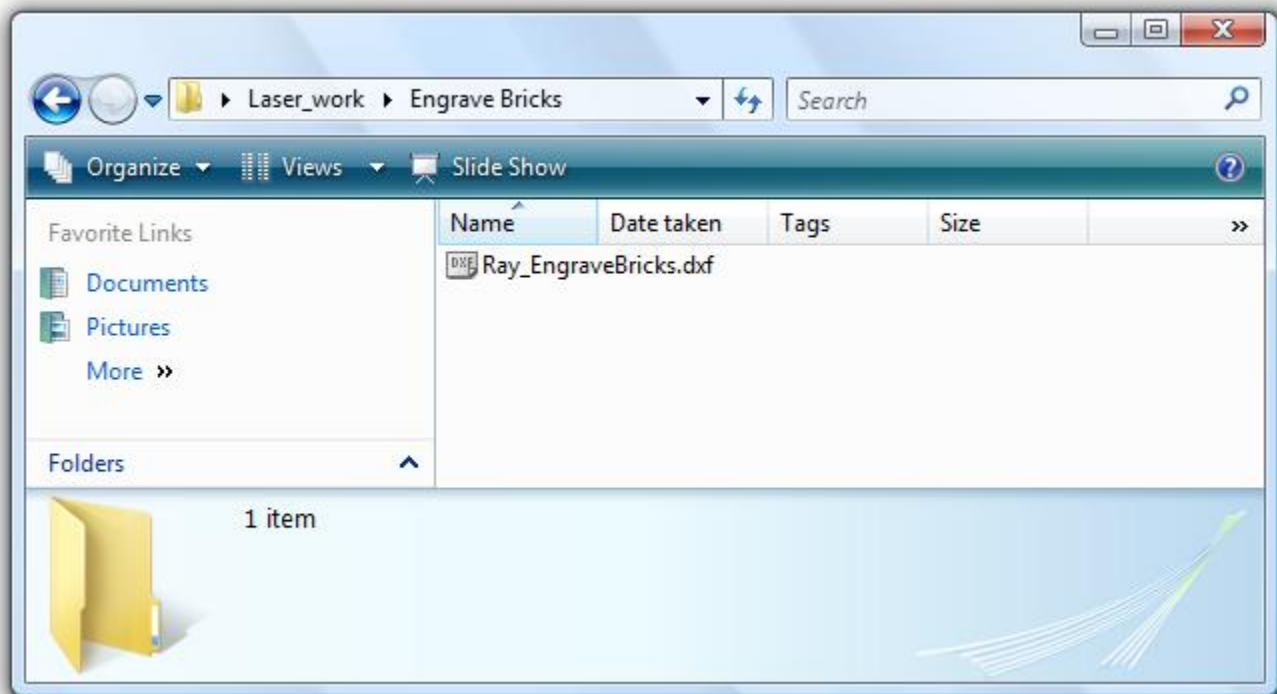 Laser_work Engrave Bricks Search
Organize Views Slide Show
Favorite Links
Documents
Pictures
More »
Folders
Name Date taken Tags Size »
DXF Ray_EngraveBricks.dxf
1 item